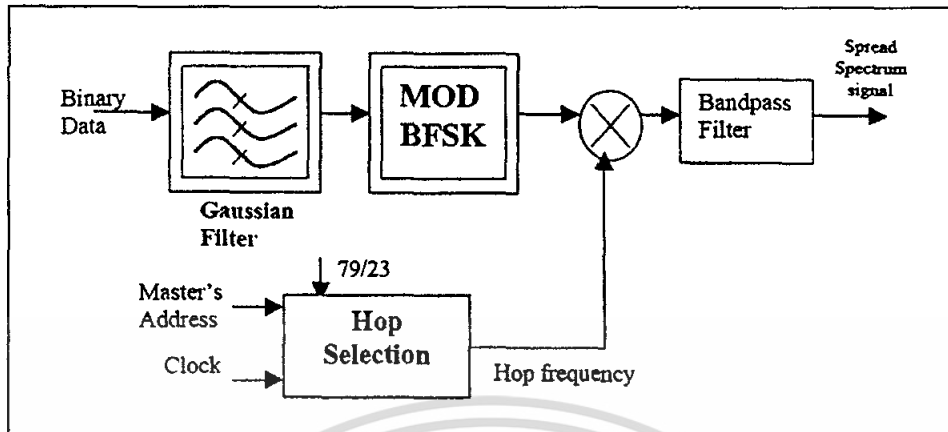 Spread
Spectrum
signal
Binary
Data
MOD
BFSK
Bandpass
Filter
Gaussian
Filter
79/23
Master's
Address
Hop
Selection
Clock
Hop frequency